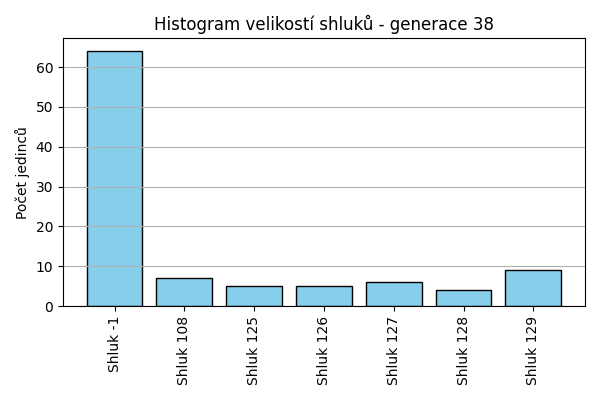 Histogram velikostí shluků - generace 38
Počet jedinců
60
50
40
30
20
10
0
Shluk -1
Shluk 108
Shluk 125
Shluk 126
Shluk 127
Shluk 128
Shluk 129